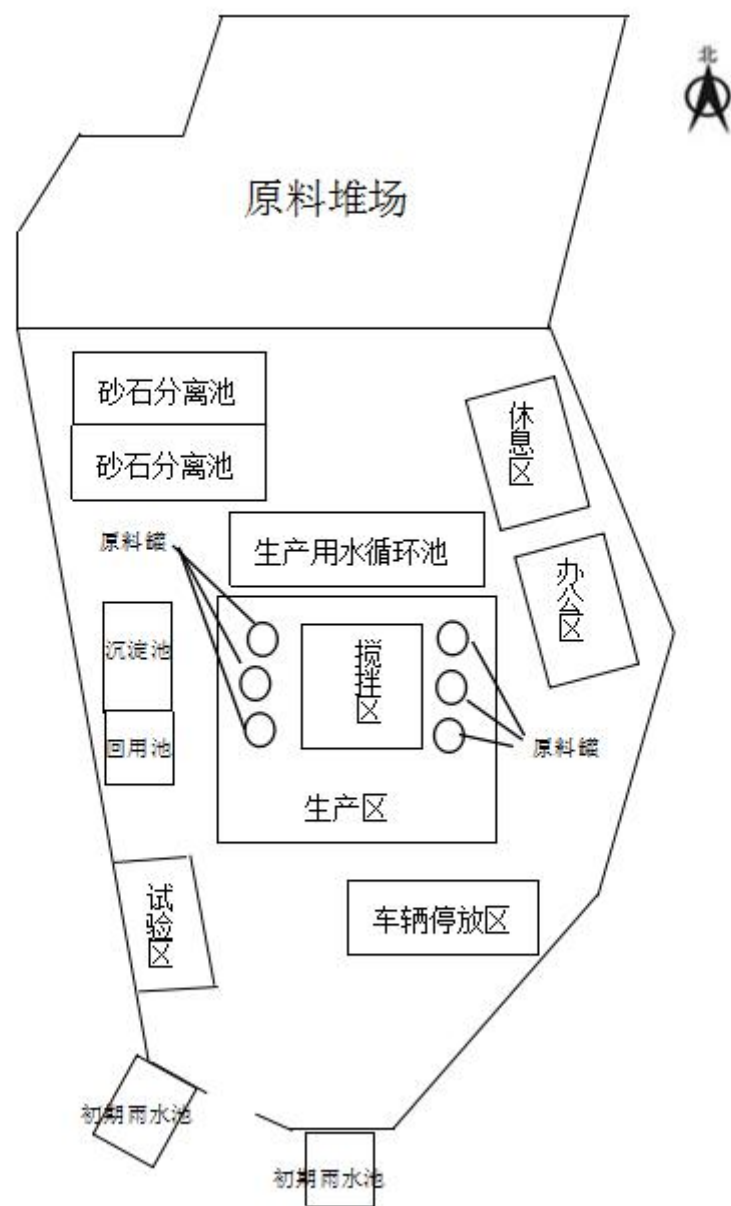 北
原料堆场
砂石分离池
砂石分离池
休息区
原料罐
生产用水循环池
办公区
沉淀池
搅拌区
回用池
原料罐
生产区
试验区
车辆停放区
初期雨水池
初期雨水池